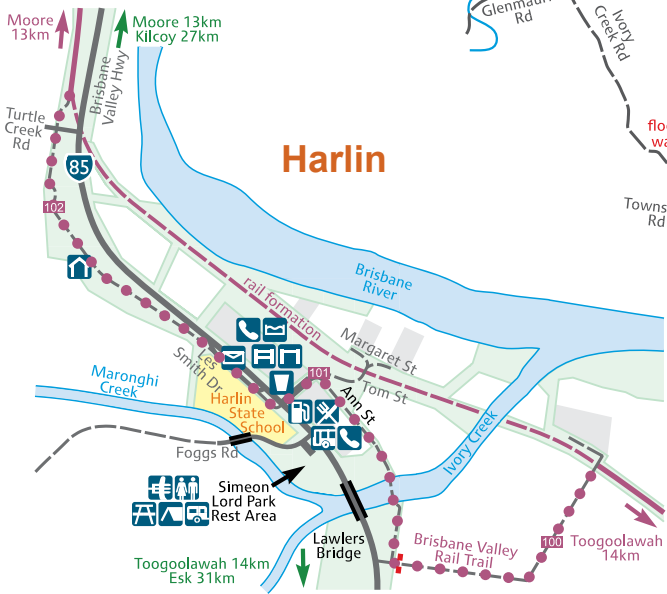 Moore
13km
Moore 13km
Kilcoy 27km
Brisbane
Valley Hwy
Glenmaurie
Rd
Ivory
Creek Rd
Turtle
Creek
Rd
85
Harlin
102
Brisbane
River
rail formation
Margaret St
101
Tom St
Ann St
Les
Smith Dr
Maronghi
Creek
Harlin
State
School
Foggs Rd
Ivory Creek
Simeon
Lord Park
Rest Area
Lawlers
Bridge
Toogoolawah 14km
Esk 31km
Brisbane Valley
Rail Trail
100
Toogoolawah
14km